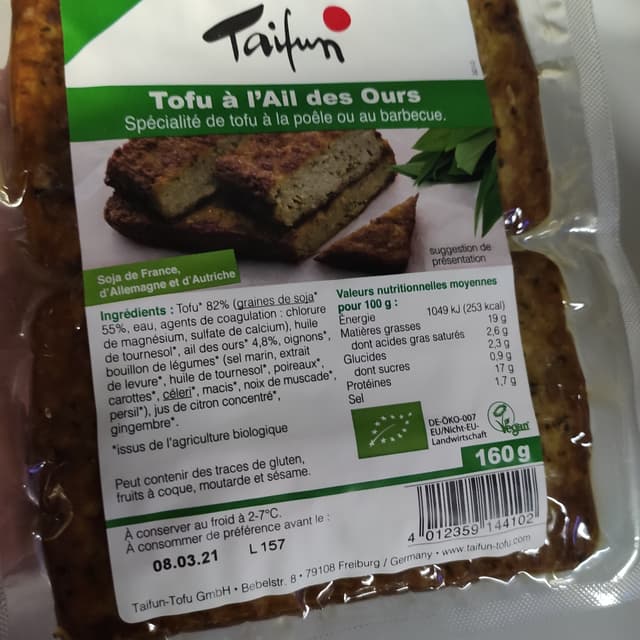 Taifun
Tofu à l'Ail des Ours
Spécialité de tofu à la poêle ou au barbecue.
suggestion de
présentation
Soja de France,
d'Allemagne et d'Autriche
Ingrédients : Tofu* 82% (graines de soja*
55%, eau, agents de coagulation : chlorure
de magnésium, sulfate de calcium), huile
de tournesol*, ail des ours* 4,8%, oignons*,
bouillon de légumes* (sel marin, extrait
de levure*, huile de tournesol*, poireaux*,
carottes*, céleri*, macis*, noix de muscade*,
persil*), jus de citron concentré*,
gingembre*.
*issus de l'agriculture biologique
Peut contenir des traces de gluten,
fruits à coque, moutarde et sésame.
Valeurs nutritionnelles moyennes
pour 100 g :
Énergie 1049 kJ (253 kcal)
Matières grasses 19 g
dont acides gras saturés 2,6 g
Glucides 2,3 g
dont sucres 0,9 g
Protéines 17 g
Sel 1,7 g
DE-ÖKO-007
EU/Nicht-EU-
Landwirtschaft
Vegan
160 g
À conserver au froid à 2-7°C.
À consommer de préférence avant le :
08.03.21 L 157
4 012359 144102
Taifun-Tofu GmbH • Bebelstr. 8 • 79108 Freiburg / Germany • www.taifun-tofu.com